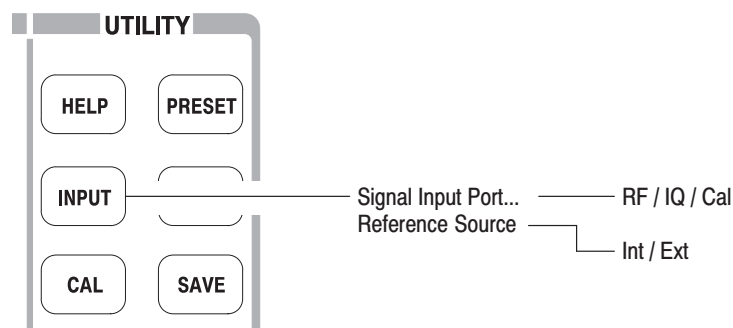 UTILITY
HELP
PRESET
INPUT
Signal Input Port...
RF / IQ / Cal
Reference Source
Int / Ext
CAL
SAVE